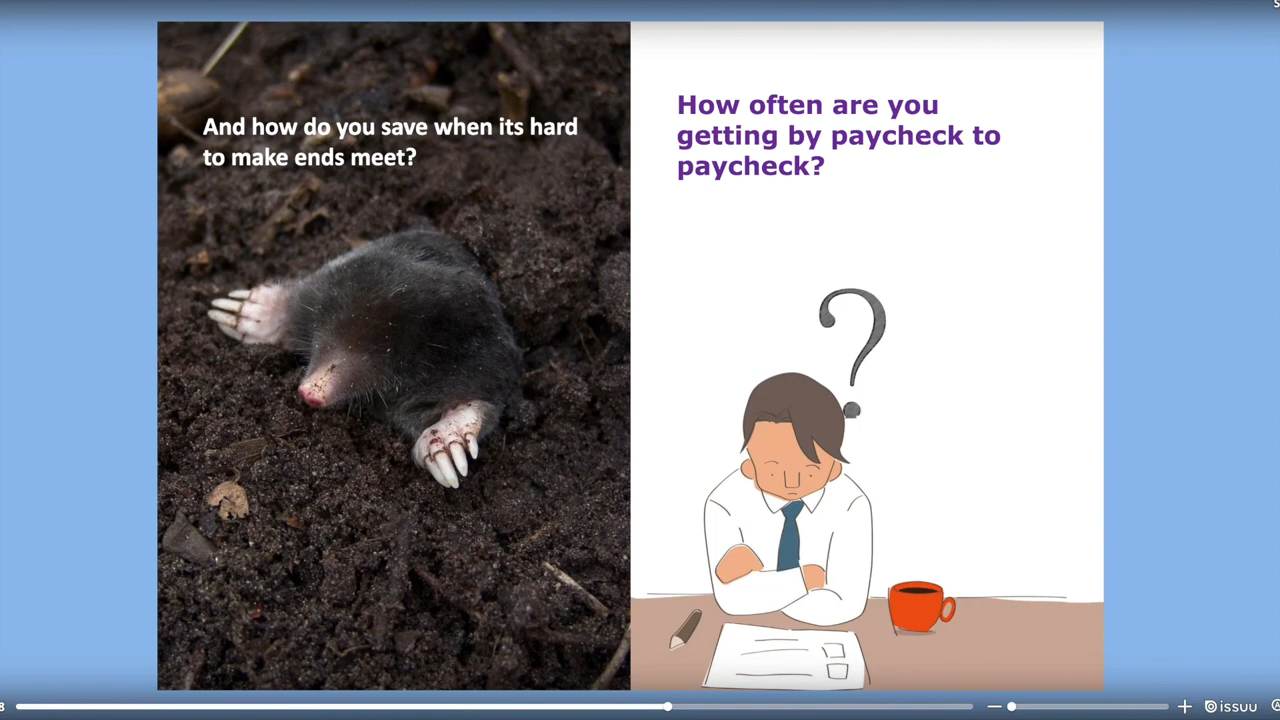 And how do you save when its hard
to make ends meet?
How often are you
getting by paycheck to
paycheck?
?
8
issuu